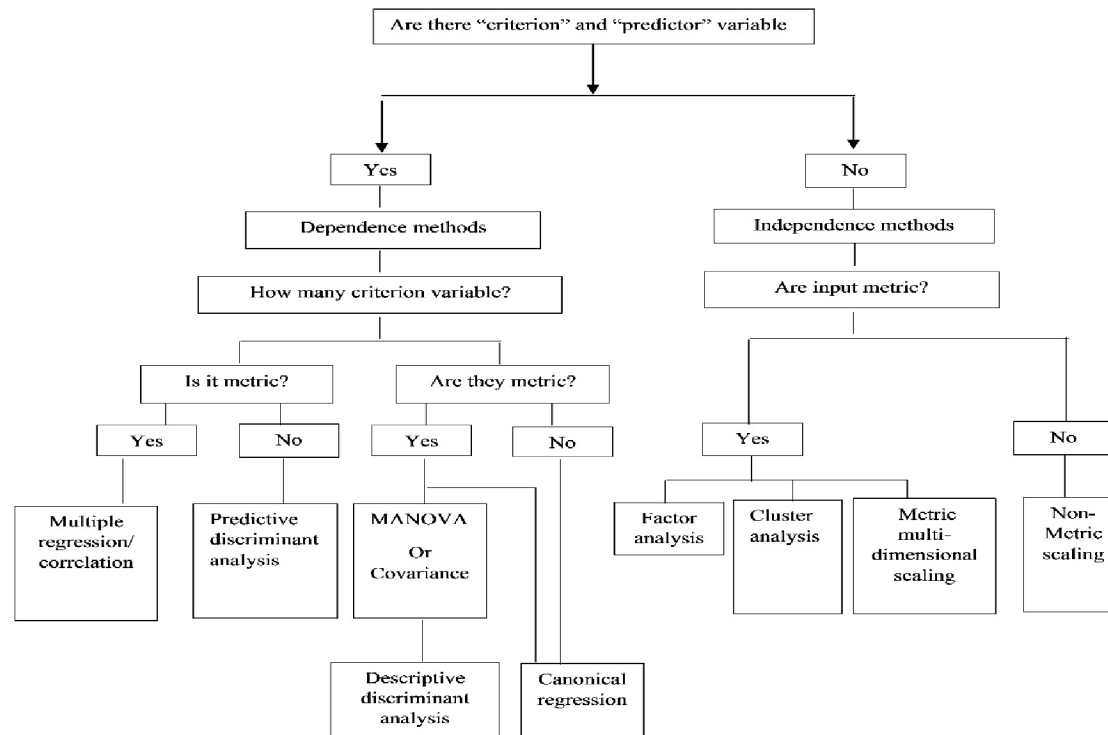 Are there “criterion” and “predictor” variable
Yes
No
Dependence methods
Independence methods
How many criterion variable?
Are input metric?
Is it metric?
Are they metric?
Yes
No
Yes
No
Yes
No
Multiple
regression/
corrclation
Predictive
discriminant
analysis
MANOVA
Or
Covariance
Factor
analysis
Cluster
analysis
Metric
multi-
dimensional
scaling
Non-
Metric
scaling
Descriptive
discriminant
analysis
Canonical
regression